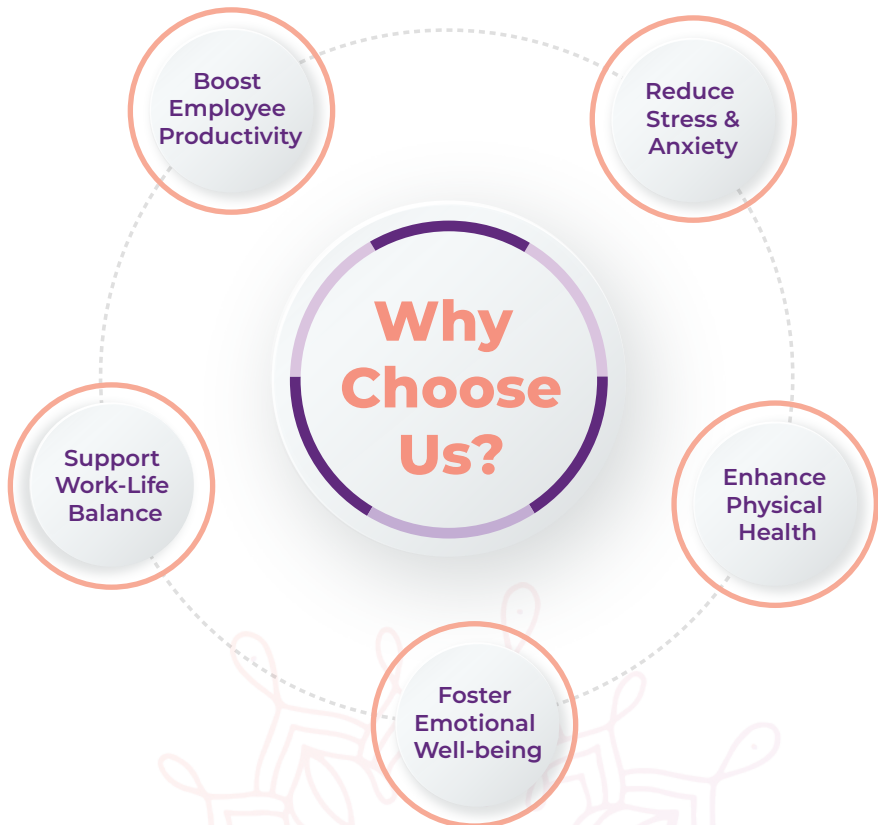 Boost
Employee
Productivity
Reduce
Stress &
Anxiety
Why
Choose
Us?
Support
Work-Life
Balance
Enhance
Physical
Health
Foster
Emotional
Well-being